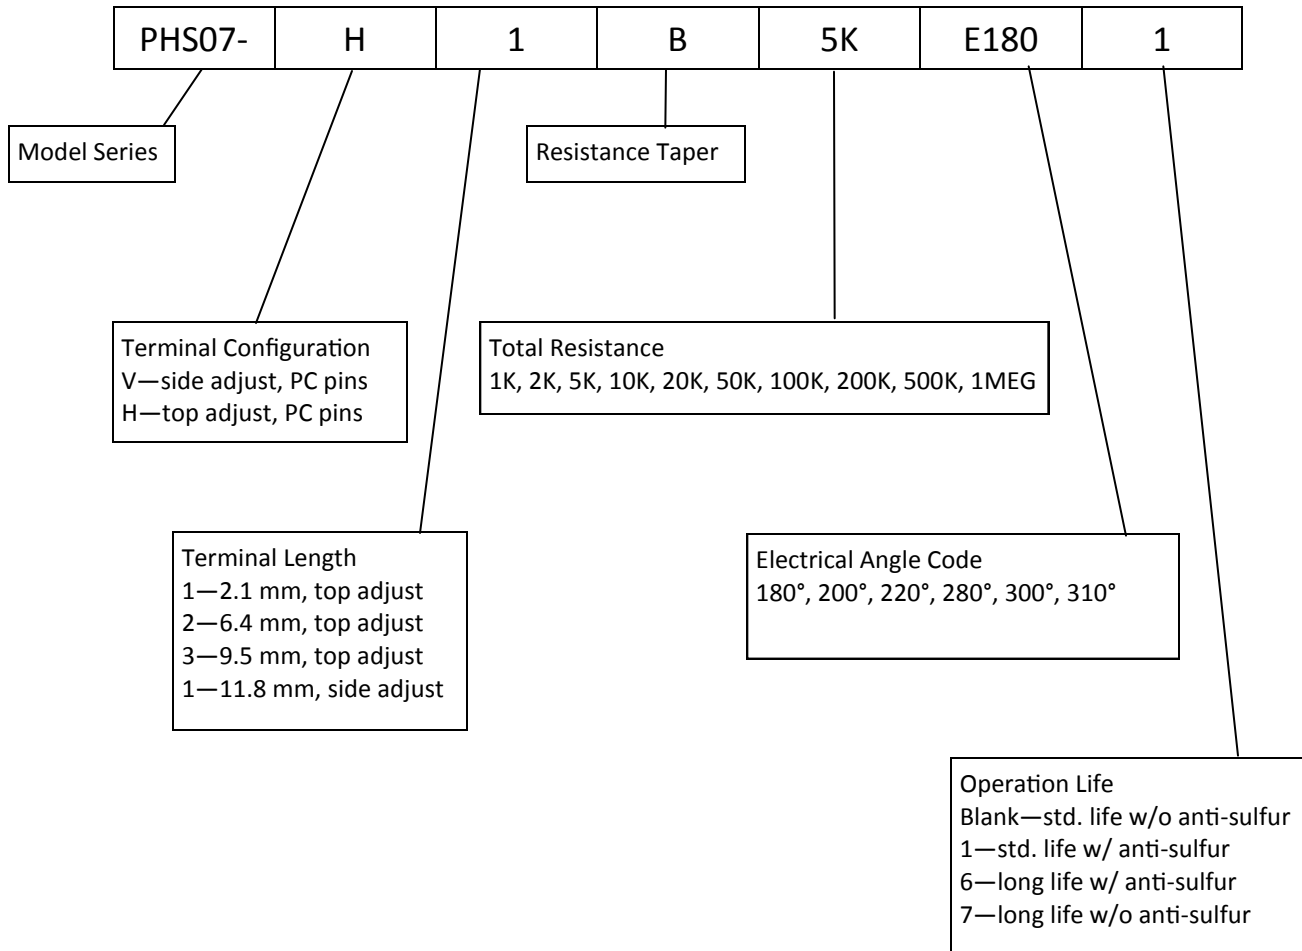 PHS07- H 1 B 5K E180 1
Model Series
Resistance Taper
Terminal Configuration
V—side adjust, PC pins
H—top adjust, PC pins
Total Resistance
1K, 2K, 5K, 10K, 20K, 50K, 100K, 200K, 500K, 1MEG
Terminal Length
1—2.1 mm, top adjust
2—6.4 mm, top adjust
3—9.5 mm, top adjust
1—11.8 mm, side adjust
Electrical Angle Code
180°, 200°, 220°, 280°, 300°, 310°
Operation Life
Blank—std. life w/o anti-sulfur
1—std. life w/ anti-sulfur
6—long life w/ anti-sulfur
7—long life w/o anti-sulfur